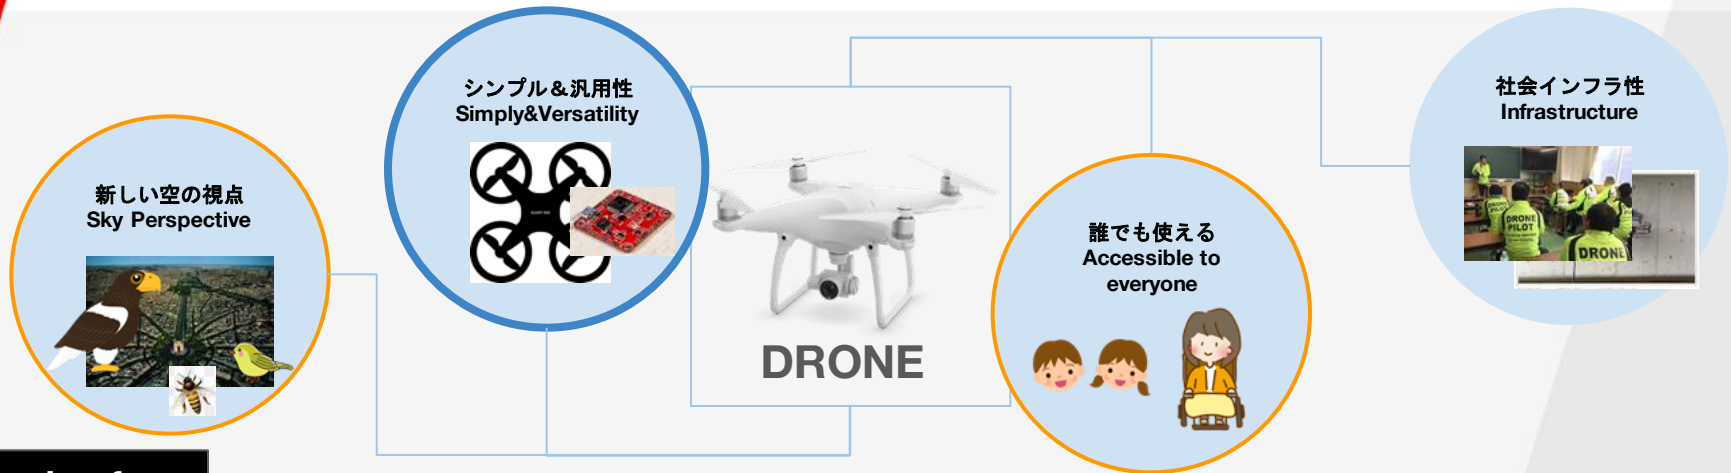 新しい空の視点
Sky Perspective
シンプル＆汎用性
Simply&Versatility
DRONE
誰でも使える
Accessible to
everyone
社会インフラ性
Infrastructure
DRONE
PILOT
DRONE